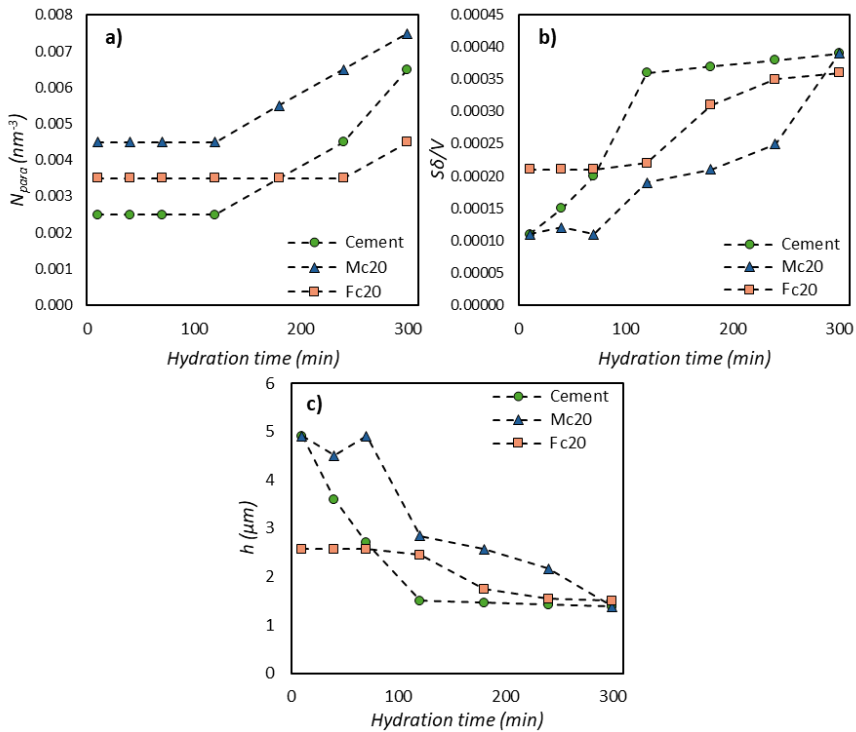 a)
0.008
0.007
0.006
0.005
0.004
0.003
0.002
0.001
0.000
N_para (nm⁻³)
0 100 200 300
Hydration time (min)
Cement
Mc20
Fc20
b)
0.00045
0.00040
0.00035
0.00030
0.00025
0.00020
0.00015
0.00010
0.00005
0.00000
Sδ/V
0 100 200 300
Hydration time (min)
Cement
Mc20
Fc20
c)
6
5
4
3
2
1
0
h (μm)
0 100 200 300
Hydration time (min)
Cement
Mc20
Fc20